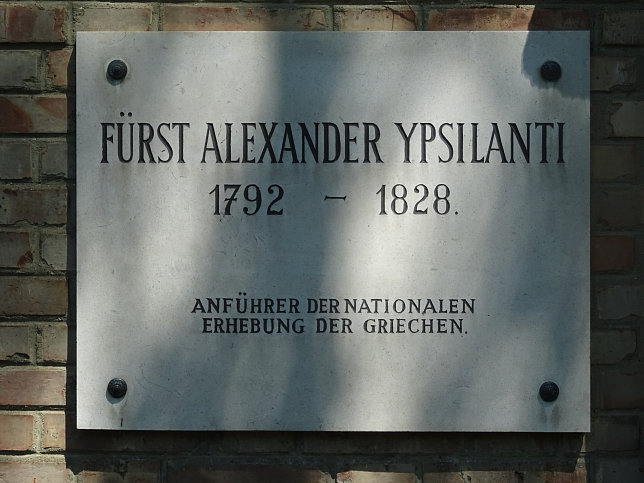 FÜRST ALEXANDER YPSILANTI
1792 – 1828.
ANFÜHRER DER NATIONALEN
ERHEBUNG DER GRIECHEN.